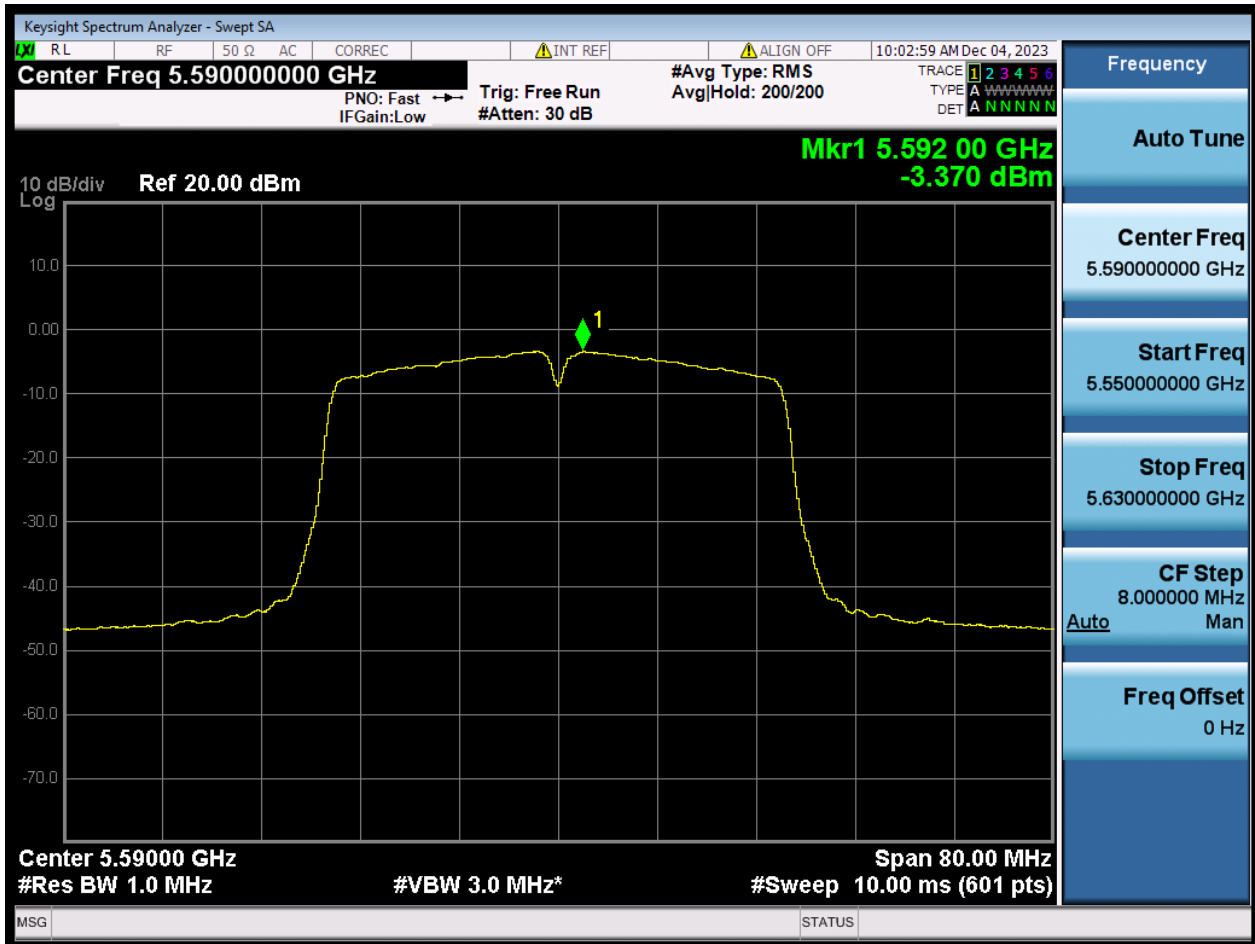 Keysight Spectrum Analyzer - Swept SA
LXI RL RF 50 Ω AC CORREC INT REF ALIGN OFF 10:02:59 AM Dec 04, 2023
Center Freq 5.590000000 GHz
PNO: Fast
IFGain:Low
Trig: Free Run
#Atten: 30 dB
#Avg Type: RMS
Avg|Hold: 200/200
TRACE 1 2 3 4 5 6
TYPE A WWWWW
DET A N N N N N
Mkr1 5.592 00 GHz
-3.370 dBm
10 dB/div Ref 20.00 dBm
Log
10.0
0.00
-10.0
-20.0
-30.0
-40.0
-50.0
-60.0
-70.0
1
Center 5.59000 GHz Span 80.00 MHz
#Res BW 1.0 MHz #VBW 3.0 MHz* #Sweep 10.00 ms (601 pts)
MSG STATUS
Frequency
Auto Tune
Center Freq
5.590000000 GHz
Start Freq
5.550000000 GHz
Stop Freq
5.630000000 GHz
CF Step
8.000000 MHz
Auto Man
Freq Offset
0 Hz